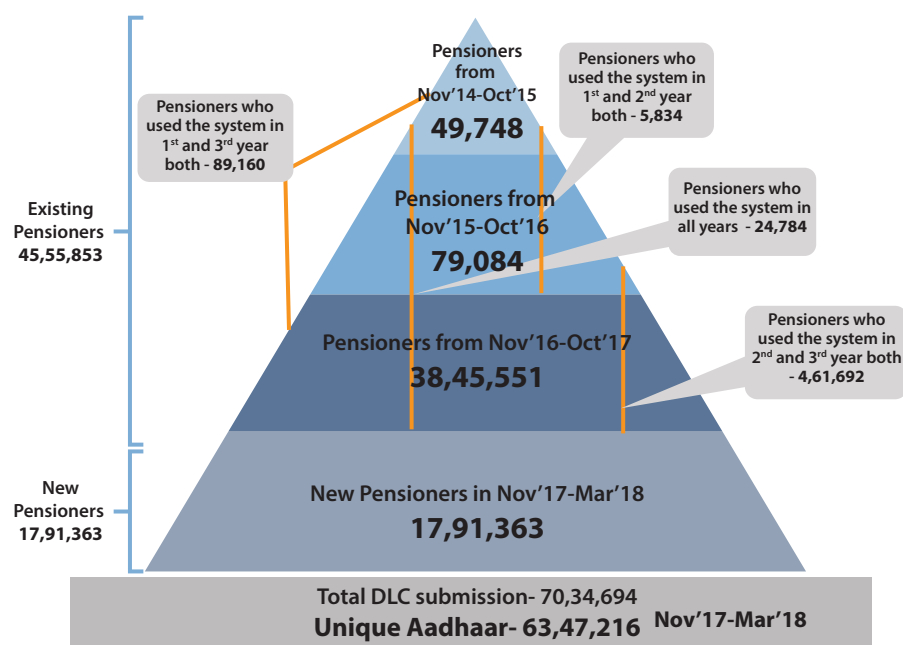 Pensioners
from
Nov'14-Oct'15
49,748
Pensioners who
used the system in
1st and 2nd year
both - 5,834
Pensioners who
used the system in
1st and 3rd year
both - 89,160
Pensioners from
Nov'15-Oct'16
79,084
Pensioners who
used the system in
all years - 24,784
Existing
Pensioners
45,55,853
Pensioners from Nov'16-Oct'17
38,45,551
Pensioners who
used the system in
2nd and 3rd year both
- 4,61,692
New
Pensioners
17,91,363
New Pensioners in Nov'17-Mar'18
17,91,363
Total DLC submission- 70,34,694
Unique Aadhaar- 63,47,216 Nov'17-Mar'18